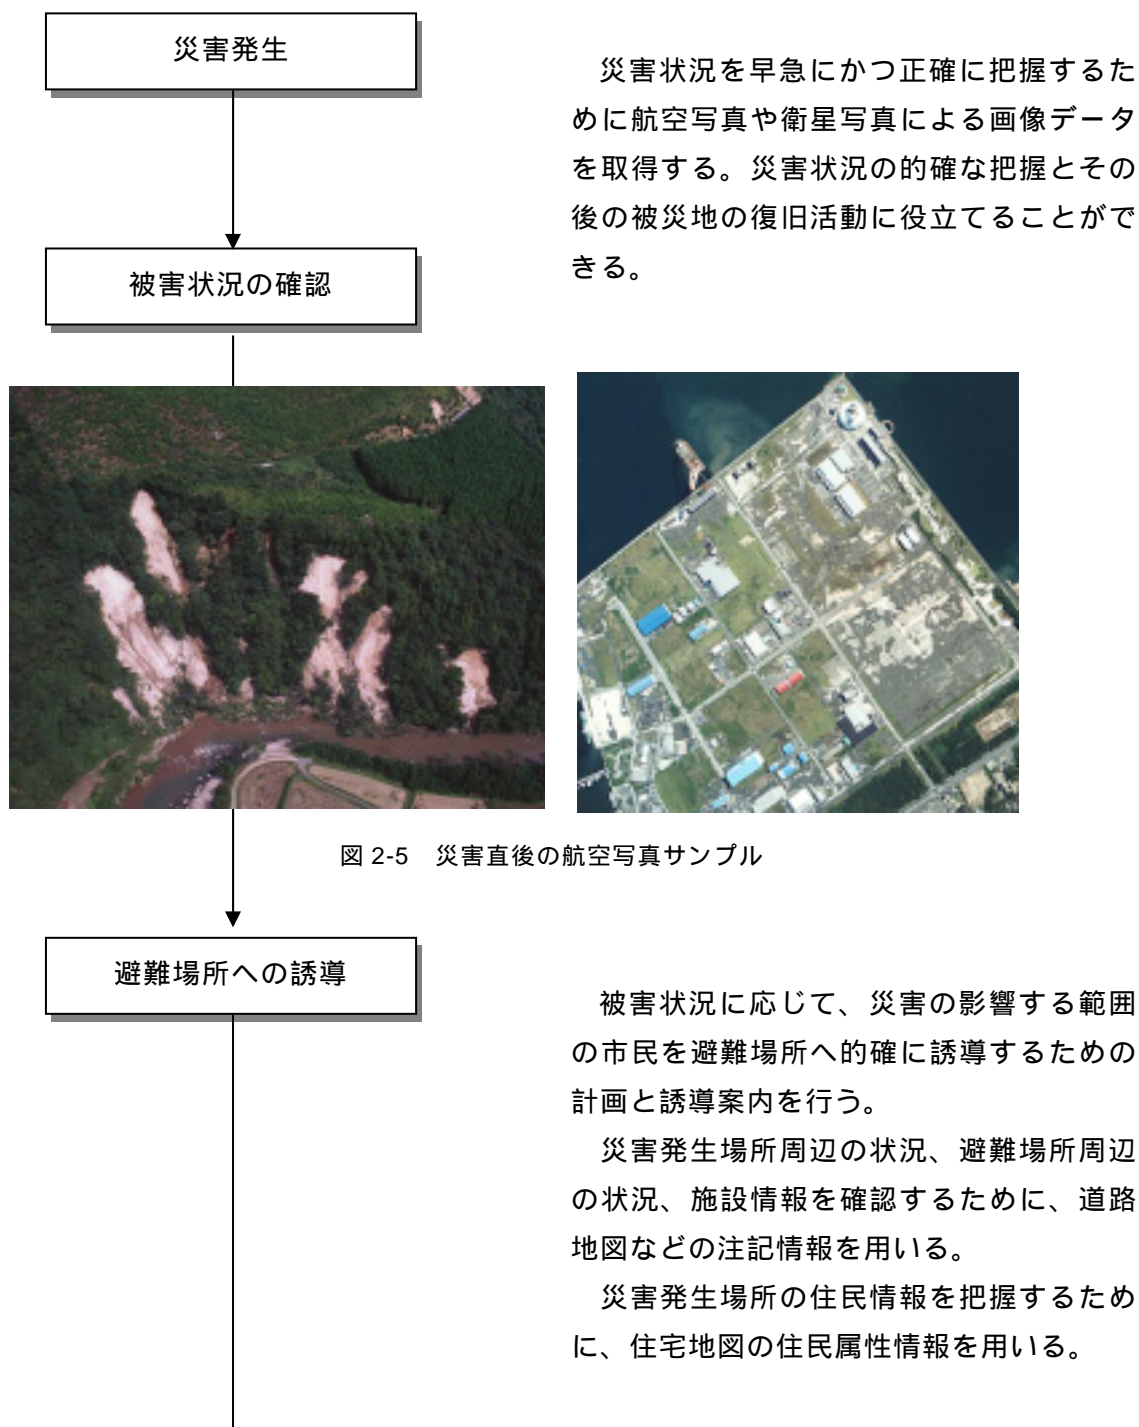 災害発生
災害状況を早急にかつ正確に把握するた
めに航空写真や衛星写真による画像データ
を取得する。災害状況の的確な把握とその
後の被災地の復旧活動に役立てることがで
きる。
被害状況の確認
図 2-5　災害直後の航空写真サンプル
避難場所への誘導
被害状況に応じて、災害の影響する範囲
の市民を避難場所へ的確に誘導するための
計画と誘導案内を行う。
災害発生場所周辺の状況、避難場所周辺
の状況、施設情報を確認するために、道路
地図などの注記情報を用いる。
災害発生場所の住民情報を把握するため
に、住宅地図の住民属性情報を用いる。